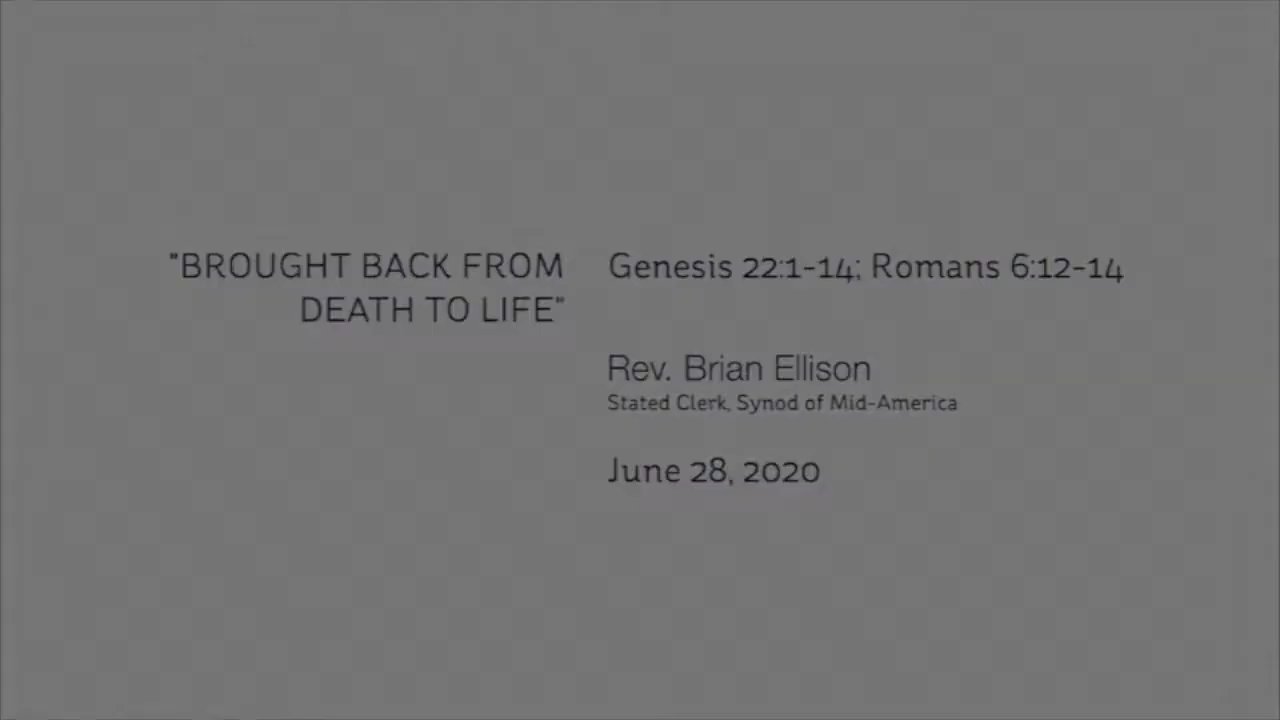 "BROUGHT BACK FROM
DEATH TO LIFE"
Genesis 22:1-14; Romans 6:12-14
Rev. Brian Ellison
Stated Clerk, Synod of Mid-America
June 28, 2020